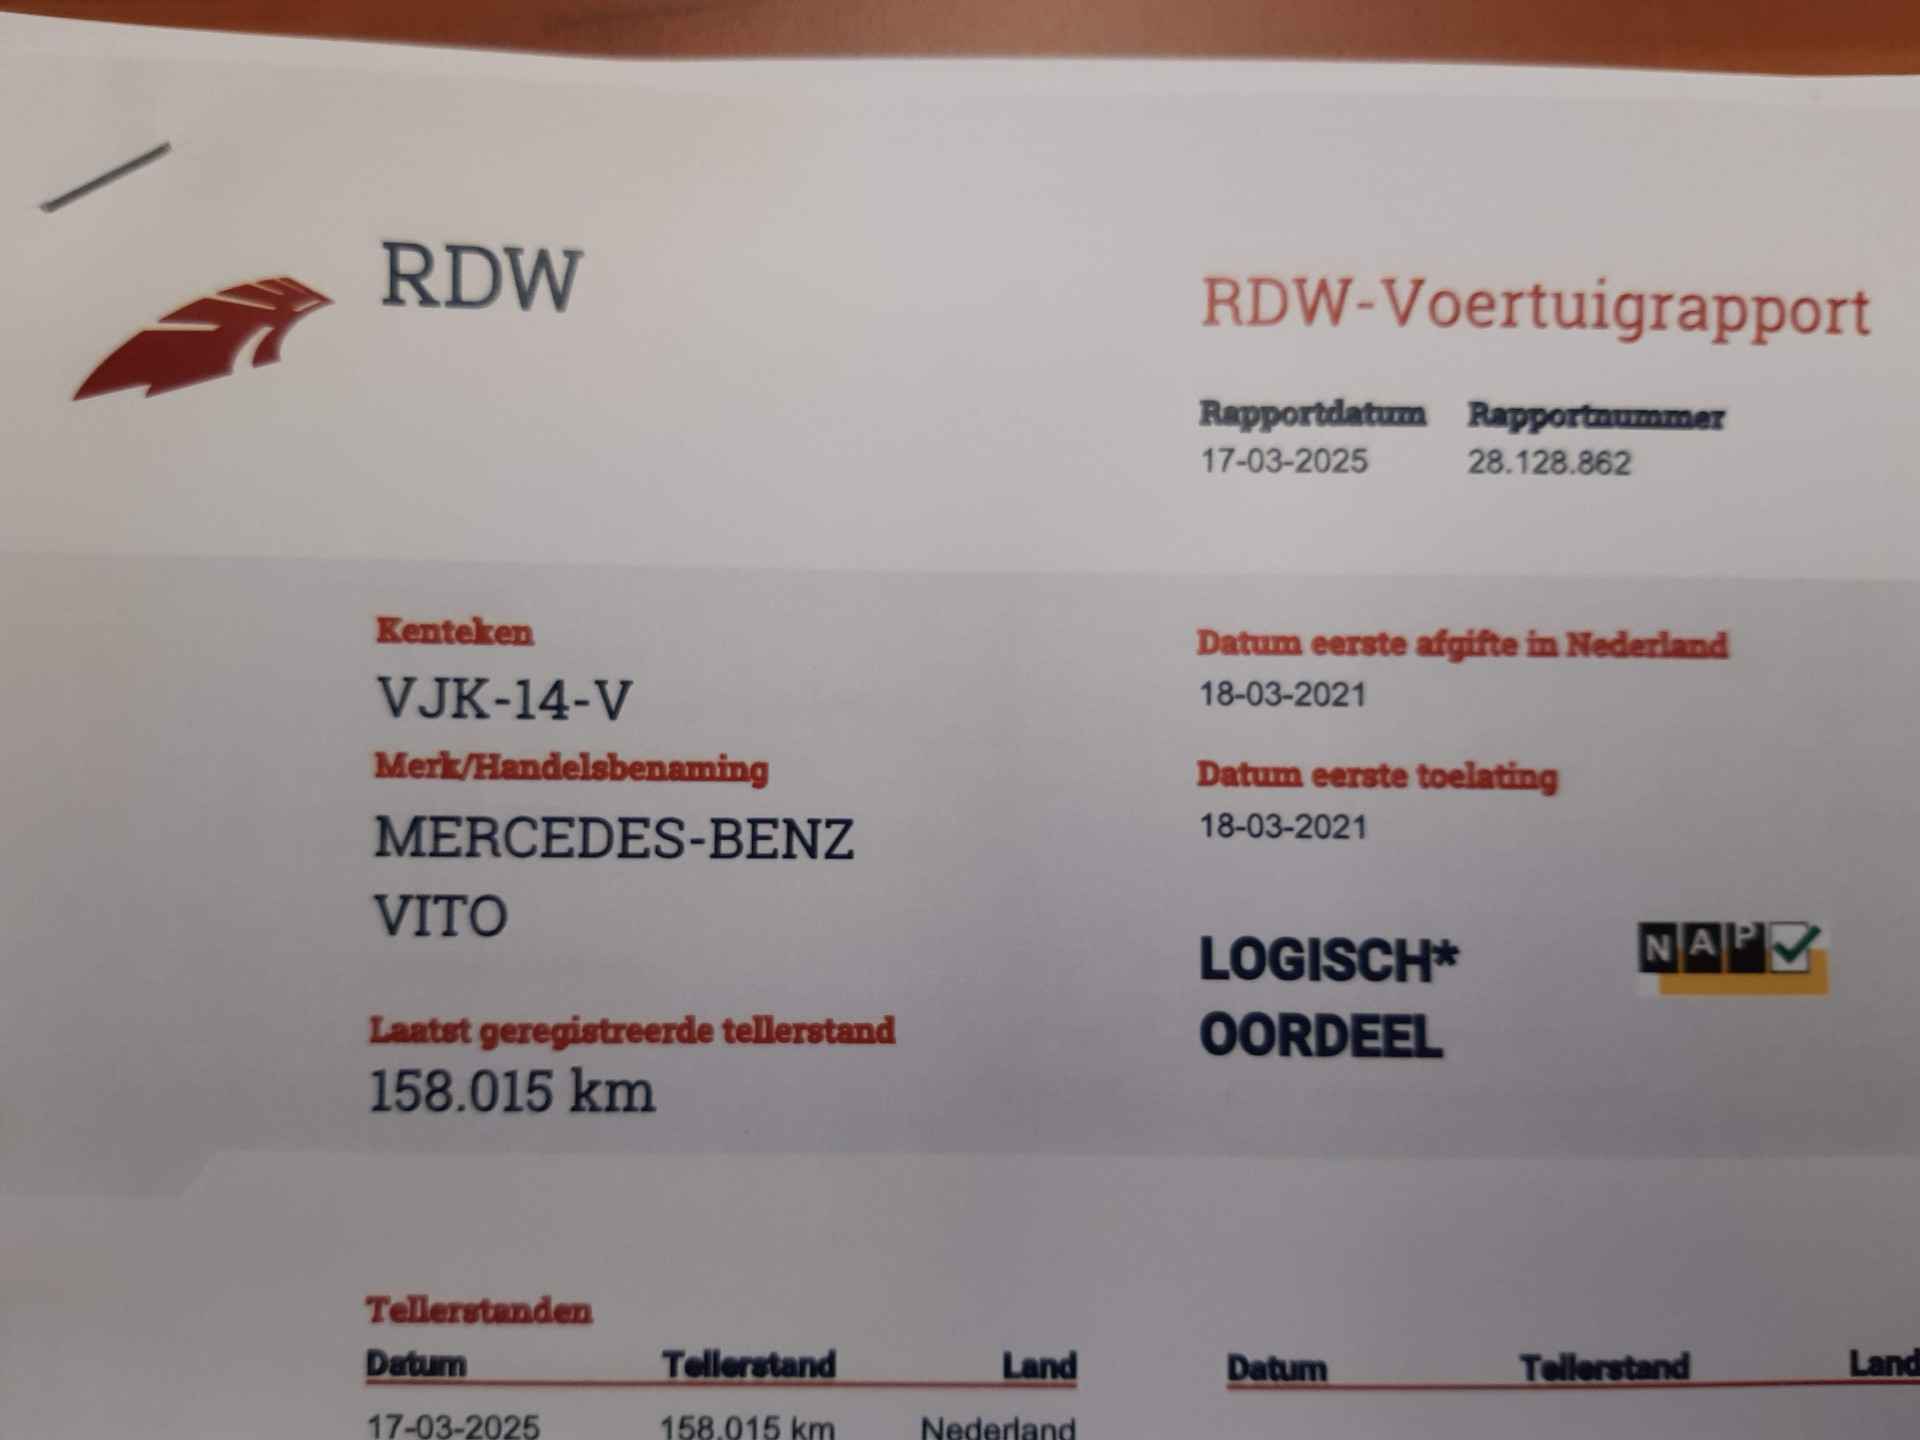 RDW
RDW-Voertuigrapport
Rapportdatum Rapportnummer
17-03-2025 28.128.862
Kenteken
VJK-14-V
Merk/Handelsbenaming
MERCEDES-BENZ
VITO
Laatst geregistreerde tellerstand
158.015 km
Datum eerste afgifte in Nederland
18-03-2021
Datum eerste toelating
18-03-2021
LOGISCH*
OORDEEL
NAP
Tellerstanden
Datum Tellerstand Land Datum Tellerstand Land
17-03-2025 158.015 km Nederland